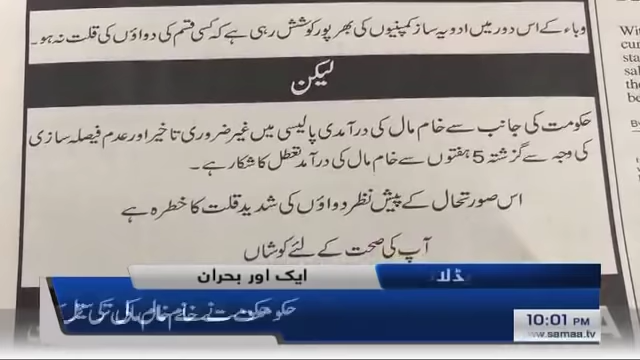 وباء کے اس دور میں ادویہ ساز کمپنیوں کی بھرپور کوشش رہی ہے کہ کسی قسم کی دواؤں کی قلت نہ ہو۔
لیکن
حکومت کی جانب سے خام مال کی درآمدی پالیسی میں غیر ضروری تاخیر اور عدم فیصلہ سازی
کی وجہ سے گزشتہ 5 ہفتوں سے خام مال کی درآمد تعطل کا شکار ہے۔
اس صورتحال کے پیش نظر دواؤں کی شدید قلت کا خطرہ ہے
آپ کی صحت کے لئے کوشاں
ایک اور بحران
10:01 PM
www.samaa.tv